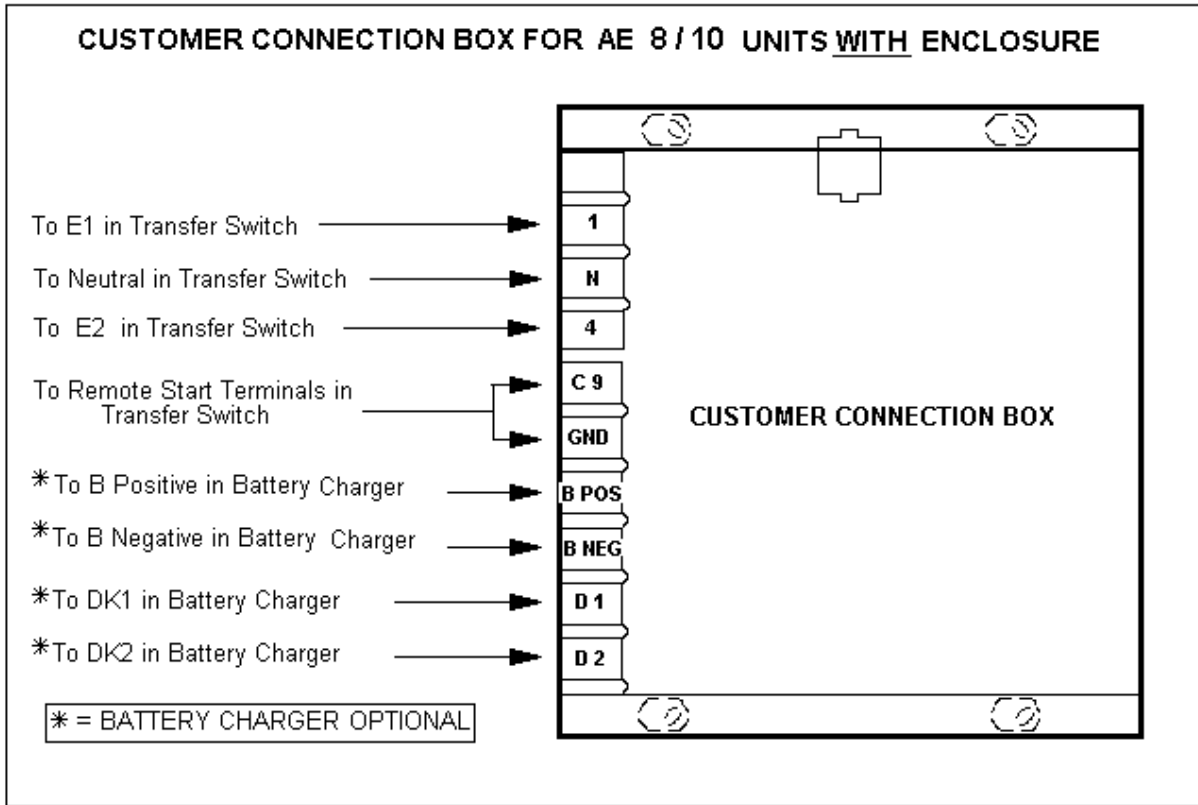 CUSTOMER CONNECTION BOX FOR AE 8 / 10 UNITS WITH ENCLOSURE
To E1 in Transfer Switch
1
To Neutral in Transfer Switch
N
To E2 in Transfer Switch
4
To Remote Start Terminals in
Transfer Switch
C 9
GND
CUSTOMER CONNECTION BOX
*To B Positive in Battery Charger
B POS
*To B Negative in Battery Charger
B NEG
*To DK1 in Battery Charger
D 1
*To DK2 in Battery Charger
D 2
* = BATTERY CHARGER OPTIONAL